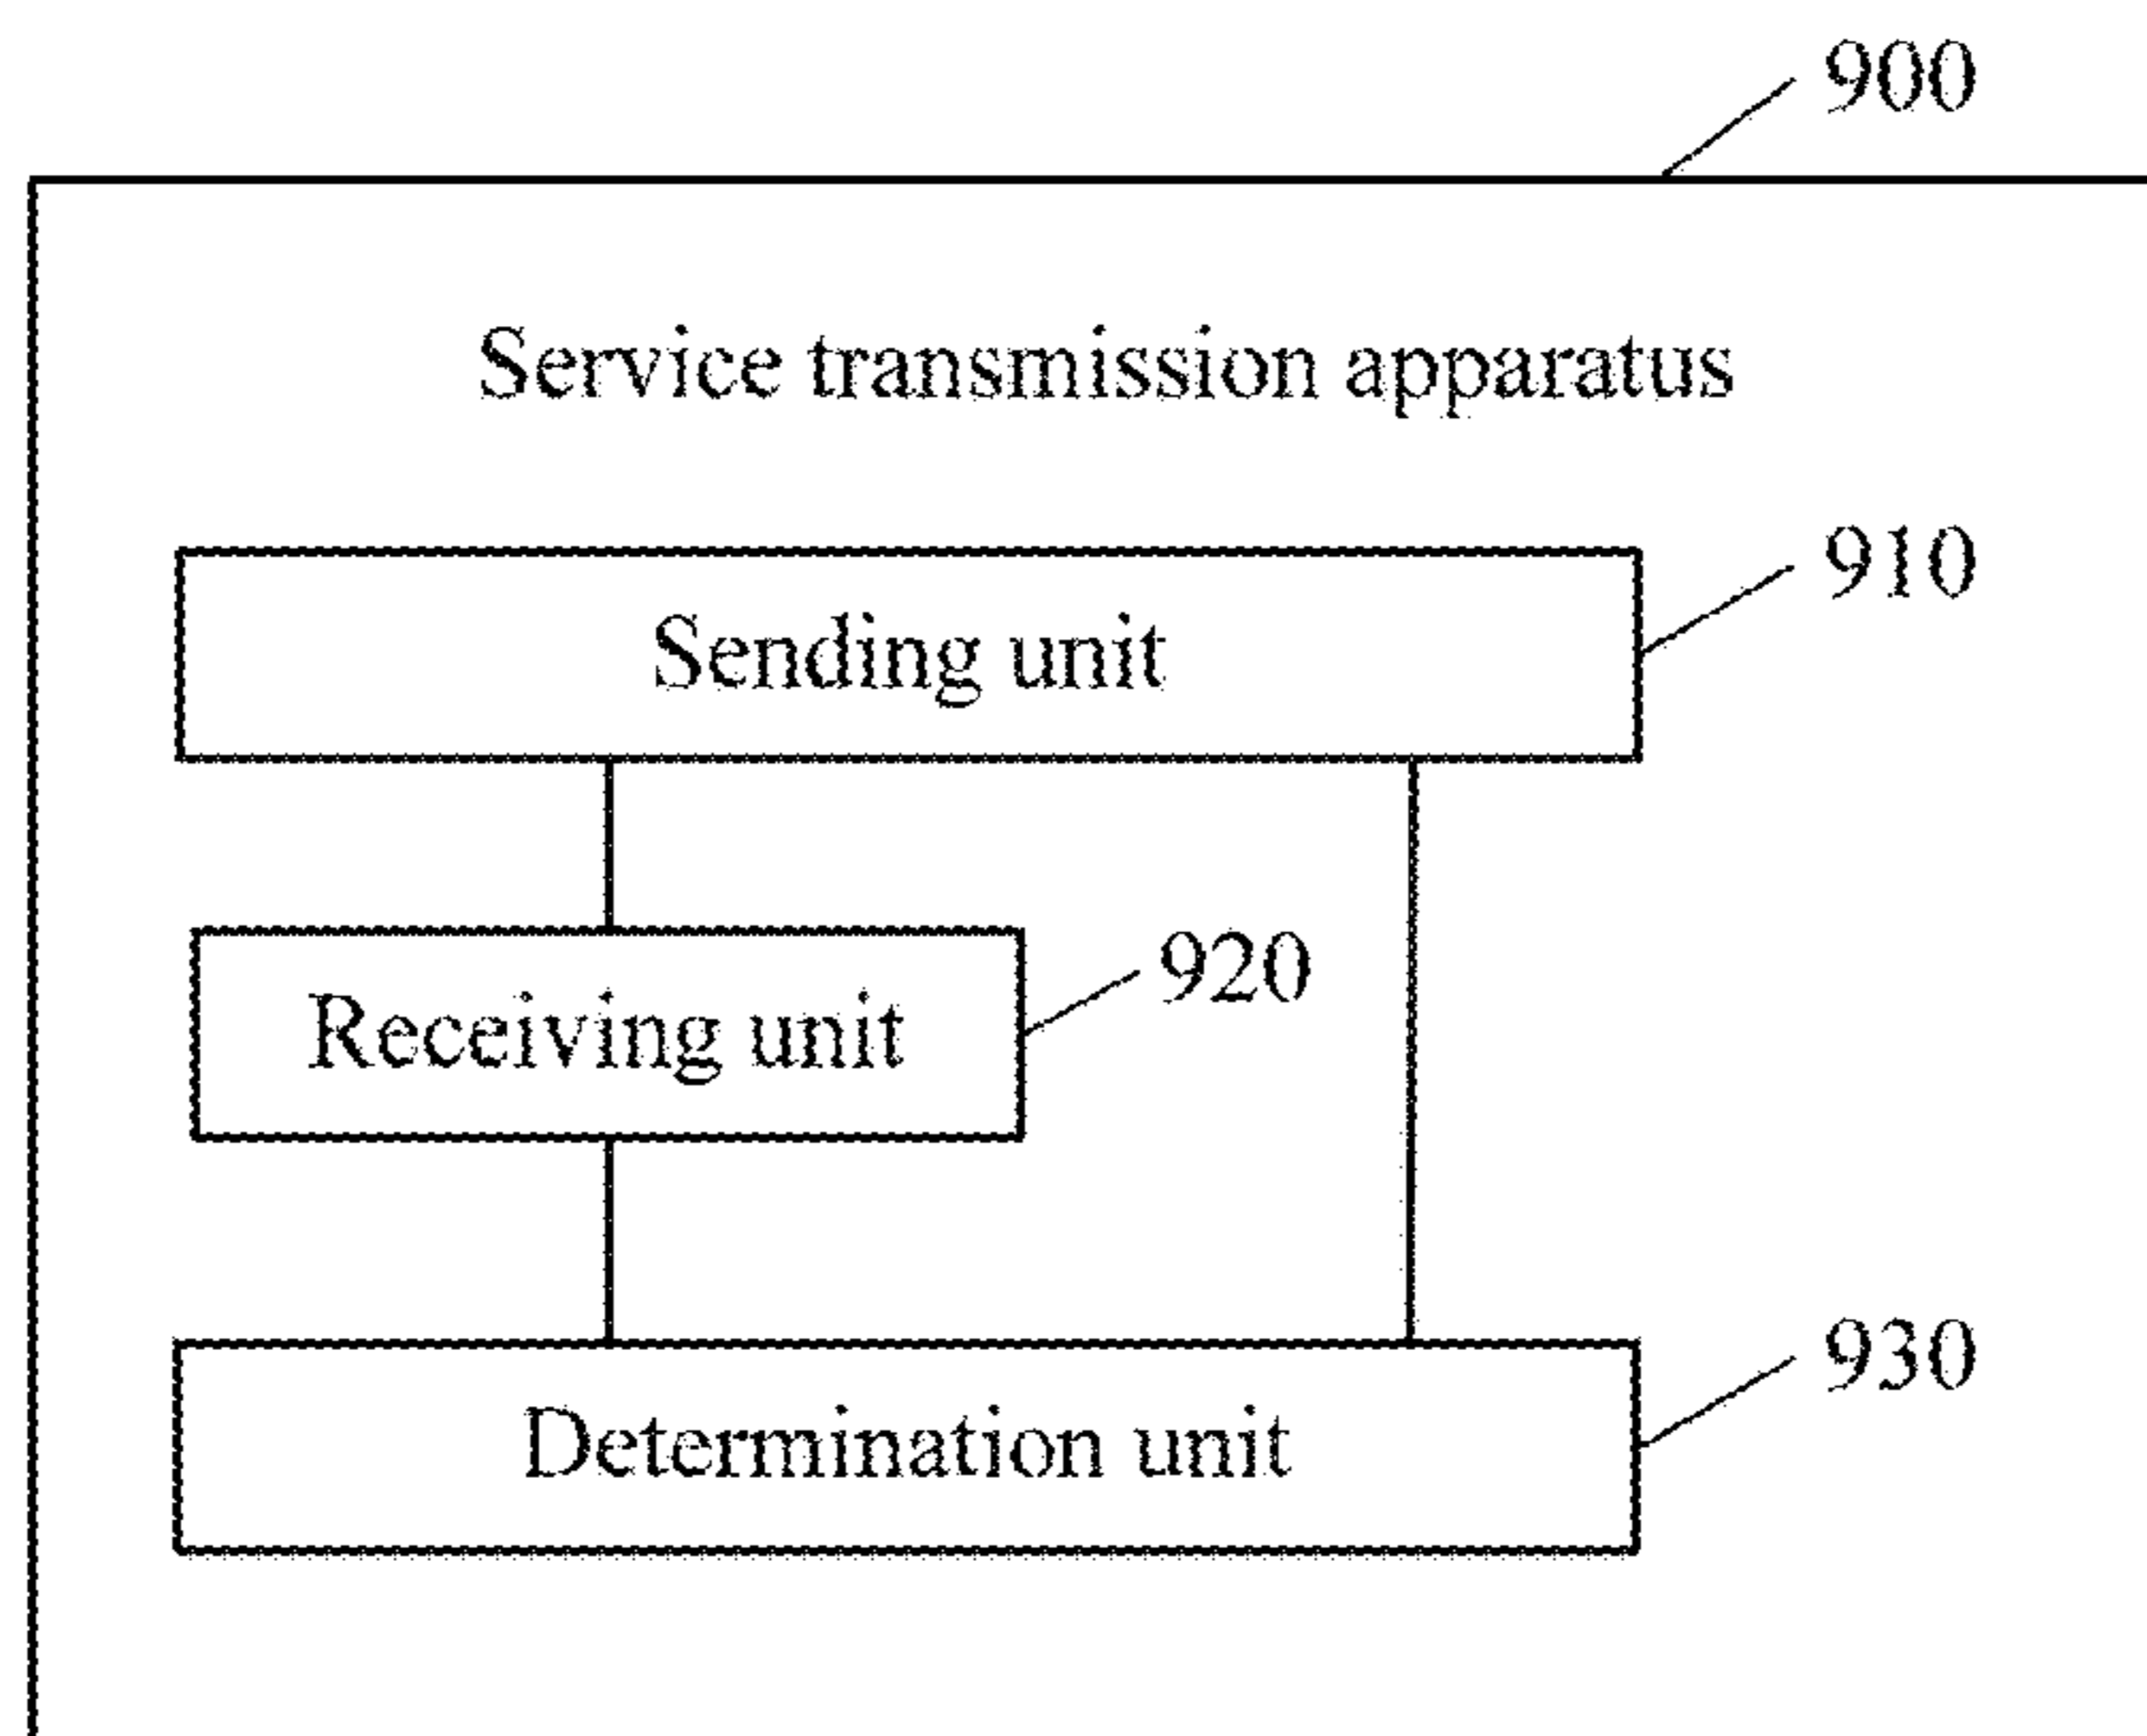 900
Service transmission apparatus
910
Sending unit
920
Receiving unit
930
Determination unit